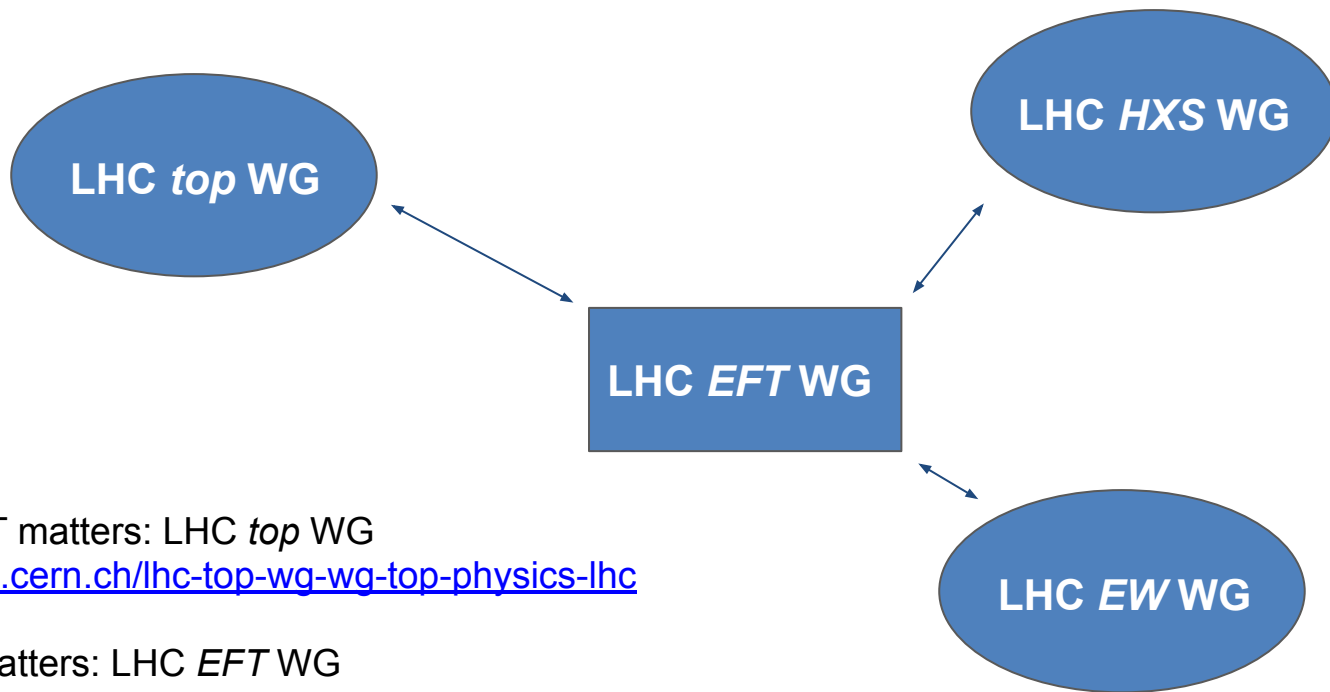 LHC HXS WG
LHC top WG
LHC EFT WG
T matters: LHC top WG
.cern.ch/lhc-top-wg-wg-top-physics-lhc
LHC EW WG
atters: LHC EFT WG